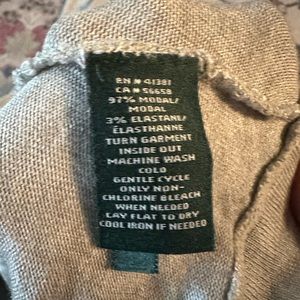 RN # 41381
CA # 56658
97% MODAL/
MODAL
3% ELASTANE/
ÉLASTHANNE
TURN GARMENT
INSIDE OUT
MACHINE WASH
COLD
GENTLE CYCLE
ONLY NON-
CHLORINE BLEACH
WHEN NEEDED
LAY FLAT TO DRY
COOL IRON IF NEEDED